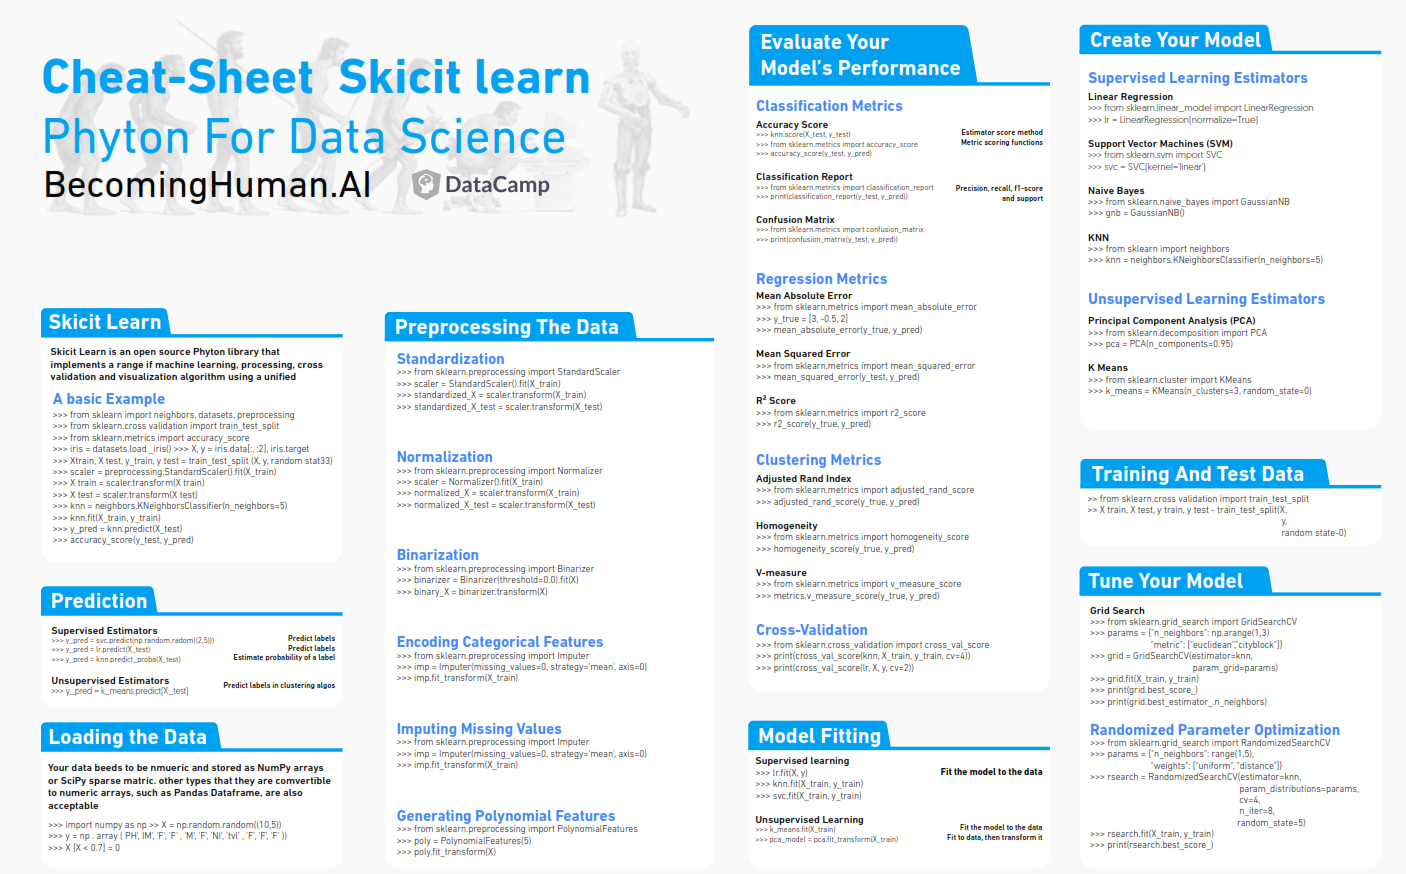 Cheat-Sheet Skicit learn
Phyton For Data Science
BecomingHuman.AI DataCamp
Skicit Learn
Skicit Learn is an open source Phyton library that
implements a range if machine learning, processing, cross
validation and visualization algorithm using a unified
A basic Example
>>> from sklearn import neighbors, datasets, preprocessing
>>> from sklearn.cross validation import train_test_split
>>> from sklearn.metrics import accuracy_score
>>> iris = datasets.load _iris() >>> X, y = iris.data[:, :2], iris.target
>>> Xtrain, X test, y_train, y test = train_test_split (X, y, random stat33)
>>> scaler = preprocessing.StandardScaler().fit(X_train)
>>> X train = scaler.transform(X train)
>>> X test = scaler.transform(X test)
>>> knn = neighbors.KNeighborsClassifier(n_neighbors=5)
>>> knn.fit(X_train, y_train)
>>> y_pred = knn.predict(X_test)
>>> accuracy_score(y_test, y_pred)
Prediction
Supervised Estimators
>>> y_pred = svc.predict(np.random.radom((2,5))) Predict labels
>>> y_pred = lr.predict(X_test) Predict labels
>>> y_pred = knn.predict_proba(X_test) Estimate probability of a label
Unsupervised Estimators
>>> y_pred = k_means.predict(X_test) Predict labels in clustering algos
Loading the Data
Your data beeds to be nmueric and stored as NumPy arrays
or SciPy sparse matric. other types that they are comvertible
to numeric arrays, such as Pandas Dataframe, are also
acceptable
>>> import numpy as np >> X = np.random.random((10,5))
>>> y = np . array ( PH', IM', 'F', 'F' , 'M', 'F', 'NI', 'tvl' , 'F', 'F', 'F' ))
>>> X [X < 0.7] = 0
Preprocessing The Data
Standardization
>>> from sklearn.preprocessing import StandardScaler
>>> scaler = StandardScaler().fit(X_train)
>>> standardized_X = scaler.transform(X_train)
>>> standardized_X_test = scaler.transform(X_test)
Normalization
>>> from sklearn.preprocessing import Normalizer
>>> scaler = Normalizer().fit(X_train)
>>> normalized_X = scaler.transform(X_train)
>>> normalized_X_test = scaler.transform(X_test)
Binarization
>>> from sklearn.preprocessing import Binarizer
>>> binarizer = Binarizer(threshold=0.0).fit(X)
>>> binary_X = binarizer.transform(X)
Encoding Categorical Features
>>> from sklearn.preprocessing import Imputer
>>> imp = Imputer(missing_values=0, strategy='mean', axis=0)
>>> imp.fit_transform(X_train)
Imputing Missing Values
>>> from sklearn.preprocessing import Imputer
>>> imp = Imputer(missing_values=0, strategy='mean', axis=0)
>>> imp.fit_transform(X_train)
Generating Polynomial Features
>>> from sklearn.preprocessing import PolynomialFeatures
>>> poly = PolynomialFeatures(5)
>>> poly.fit_transform(X)
Evaluate Your
Model's Performance
Classification Metrics
Accuracy Score
>>> knn.score(X_test, y_test) Estimator score method
>>> from sklearn.metrics import accuracy_score Metric scoring functions
>>> accuracy_score(y_test, y_pred)
Classification Report
>>> from sklearn.metrics import classification_report Precision, recall, f1-score
>>> print(classification_report(y_test, y_pred)) and support
Confusion Matrix
>>> from sklearn.metrics import confusion_matrix
>>> print(confusion_matrix(y_test, y_pred))
Regression Metrics
Mean Absolute Error
>>> from sklearn.metrics import mean_absolute_error
>>> y_true = [3, -0.5, 2]
>>> mean_absolute_error(y_true, y_pred)
Mean Squared Error
>>> from sklearn.metrics import mean_squared_error
>>> mean_squared_error(y_test, y_pred)
R² Score
>>> from sklearn.metrics import r2_score
>>> r2_score(y_true, y_pred)
Clustering Metrics
Adjusted Rand Index
>>> from sklearn.metrics import adjusted_rand_score
>>> adjusted_rand_score(y_true, y_pred)
Homogeneity
>>> from sklearn.metrics import homogeneity_score
>>> homogeneity_score(y_true, y_pred)
V-measure
>>> from sklearn.metrics import v_measure_score
>>> metrics.v_measure_score(y_true, y_pred)
Cross-Validation
>>> from sklearn.cross_validation import cross_val_score
>>> print(cross_val_score(knn, X_train, y_train, cv=4))
>>> print(cross_val_score(lr, X, y, cv=2))
Model Fitting
Supervised learning
>>> lr.fit(X, y) Fit the model to the data
>>> knn.fit(X_train, y_train)
>>> svc.fit(X_train, y_train)
Unsupervised Learning
>>> k_means.fit(X_train) Fit the model to the data
>>> pca_model = pca.fit_transform(X_train) Fit to data, then transform it
Create Your Model
Supervised Learning Estimators
Linear Regression
>>> from sklearn.linear_model import LinearRegression
>>> lr = LinearRegression(normalize=True)
Support Vector Machines (SVM)
>>> from sklearn.svm import SVC
>>> svc = SVC(kernel='linear')
Naive Bayes
>>> from sklearn.naive_bayes import GaussianNB
>>> gnb = GaussianNB()
KNN
>>> from sklearn import neighbors
>>> knn = neighbors.KNeighborsClassifier(n_neighbors=5)
Unsupervised Learning Estimators
Principal Component Analysis (PCA)
>>> from sklearn.decomposition import PCA
>>> pca = PCA(n_components=0.95)
K Means
>>> from sklearn.cluster import KMeans
>>> k_means = KMeans(n_clusters=3, random_state=0)
Training And Test Data
>> from sklearn.cross validation import train_test_split
>> X train, X test, y train, y test - train_test_split(X,
y,
random state-0)
Tune Your Model
Grid Search
>>> from sklearn.grid_search import GridSearchCV
>>> params = {"n_neighbors": np.arange(1,3)
"metric": ["euclidean","cityblock"]}
>>> grid = GridSearchCV(estimator=knn,
param_grid=params)
>>> grid.fit(X_train, y_train)
>>> print(grid.best_score_)
>>> print(grid.best_estimator_.n_neighbors)
Randomized Parameter Optimization
>>> from sklearn.grid_search import RandomizedSearchCV
>>> params = {"n_neighbors": range(1,5),
"weights": ["uniform", "distance"]}
>>> rsearch = RandomizedSearchCV(estimator=knn,
param_distributions=params,
cv=4,
n_iter=8,
random_state=5)
>>> rsearch.fit(X_train, y_train)
>>> print(rsearch.best_score_)